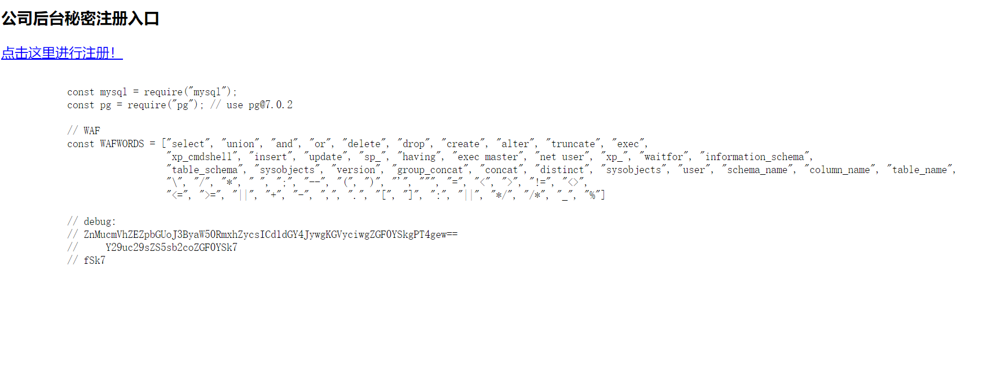 公司后台秘密注册入口
点击这里进行注册！
const mysql = require("mysql");
const pg = require("pg"); // use pg@7.0.2
// WAF
const WAFWORDS = ["select", "union", "and", "or", "delete", "drop", "create", "alter", "truncate", "exec",
"xp_cmdshell", "insert", "update", "sp_", "having", "exec master", "net user", "xp_", "waitfor", "information_schema",
"table_schema", "sysobjects", "version", "group_concat", "concat", "distinct", "sysobjects", "user", "schema_name", "column_name", "table_name",
"\", "/", "*", " ", ";", "--", "(", ")", "'", """, "=", "<", ">", "!=", "<>",
"<=", ">=", "||", "+", "-", ",", ".", "[", "]", ":", "||", "*/", "/*", "_", "%"]
// debug:
// ZnMucmVhZEZpbGUoJ3ByaW50RmxhZycsICd1dGY4JywgKGVyciwgZGF0YSkgPT4gew==
// Y29uc29sZS5sb2coZGF0YSk7
// fSk7